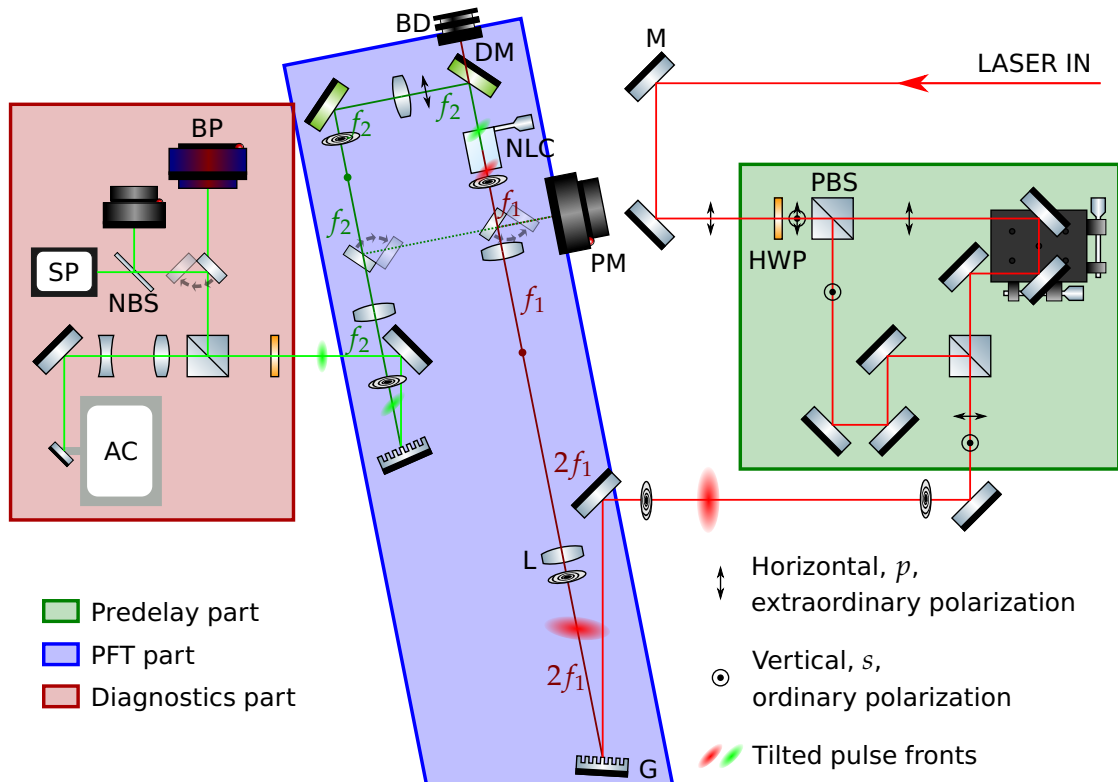 BD
DM
M
LASER IN
f₂
f₂
BP
NLC
PBS
f₂
f₁
PM
HWP
SP
NBS
f₁
f₂
AC
2f₁
L
Horizontal, p,
extraordinary polarization
Predelay part
PFT part
2f₁
Vertical, s,
ordinary polarization
Diagnostics part
G
Tilted pulse fronts